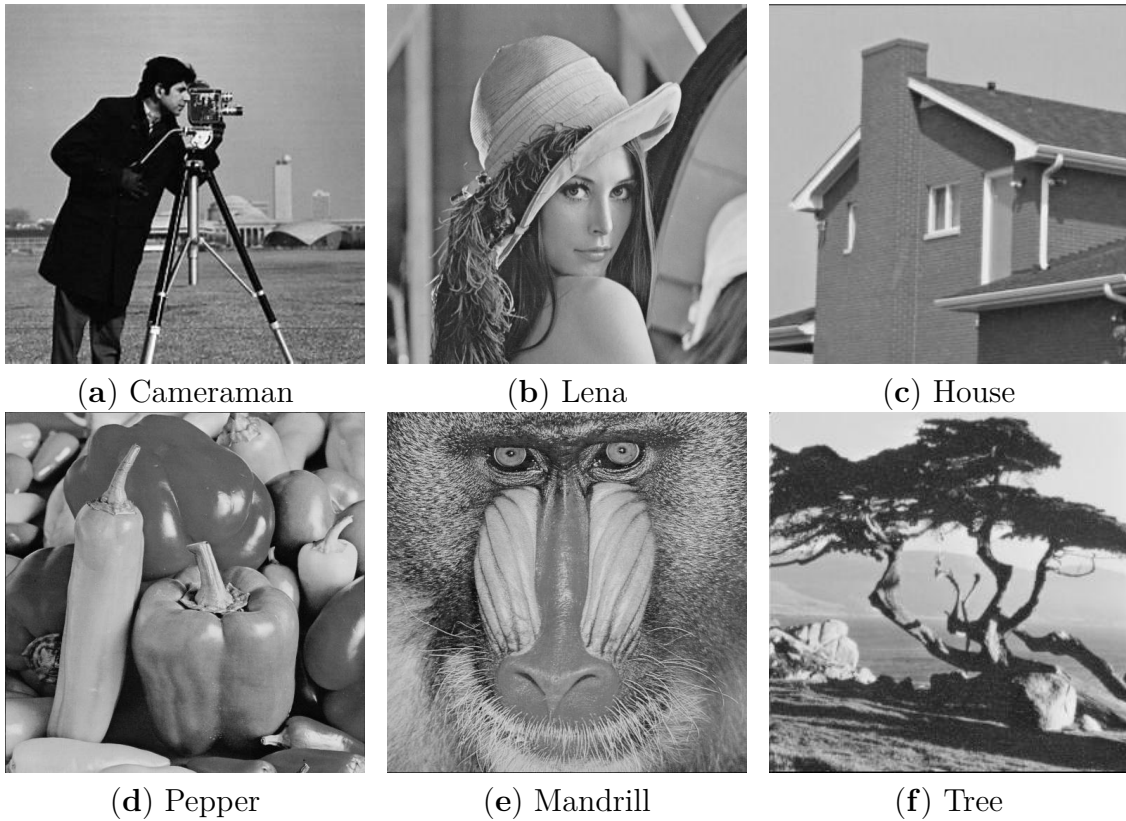 (a) Cameraman
(b) Lena
(c) House
(d) Pepper
(e) Mandrill
(f) Tree